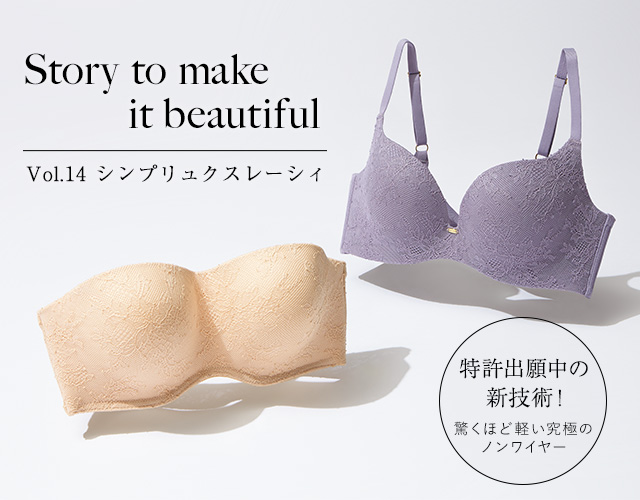 Story to make
it beautiful
Vol.14 シンプリュクスレーシィ
特許出願中の
新技術！
驚くほど軽い究極の
ノンワイヤー